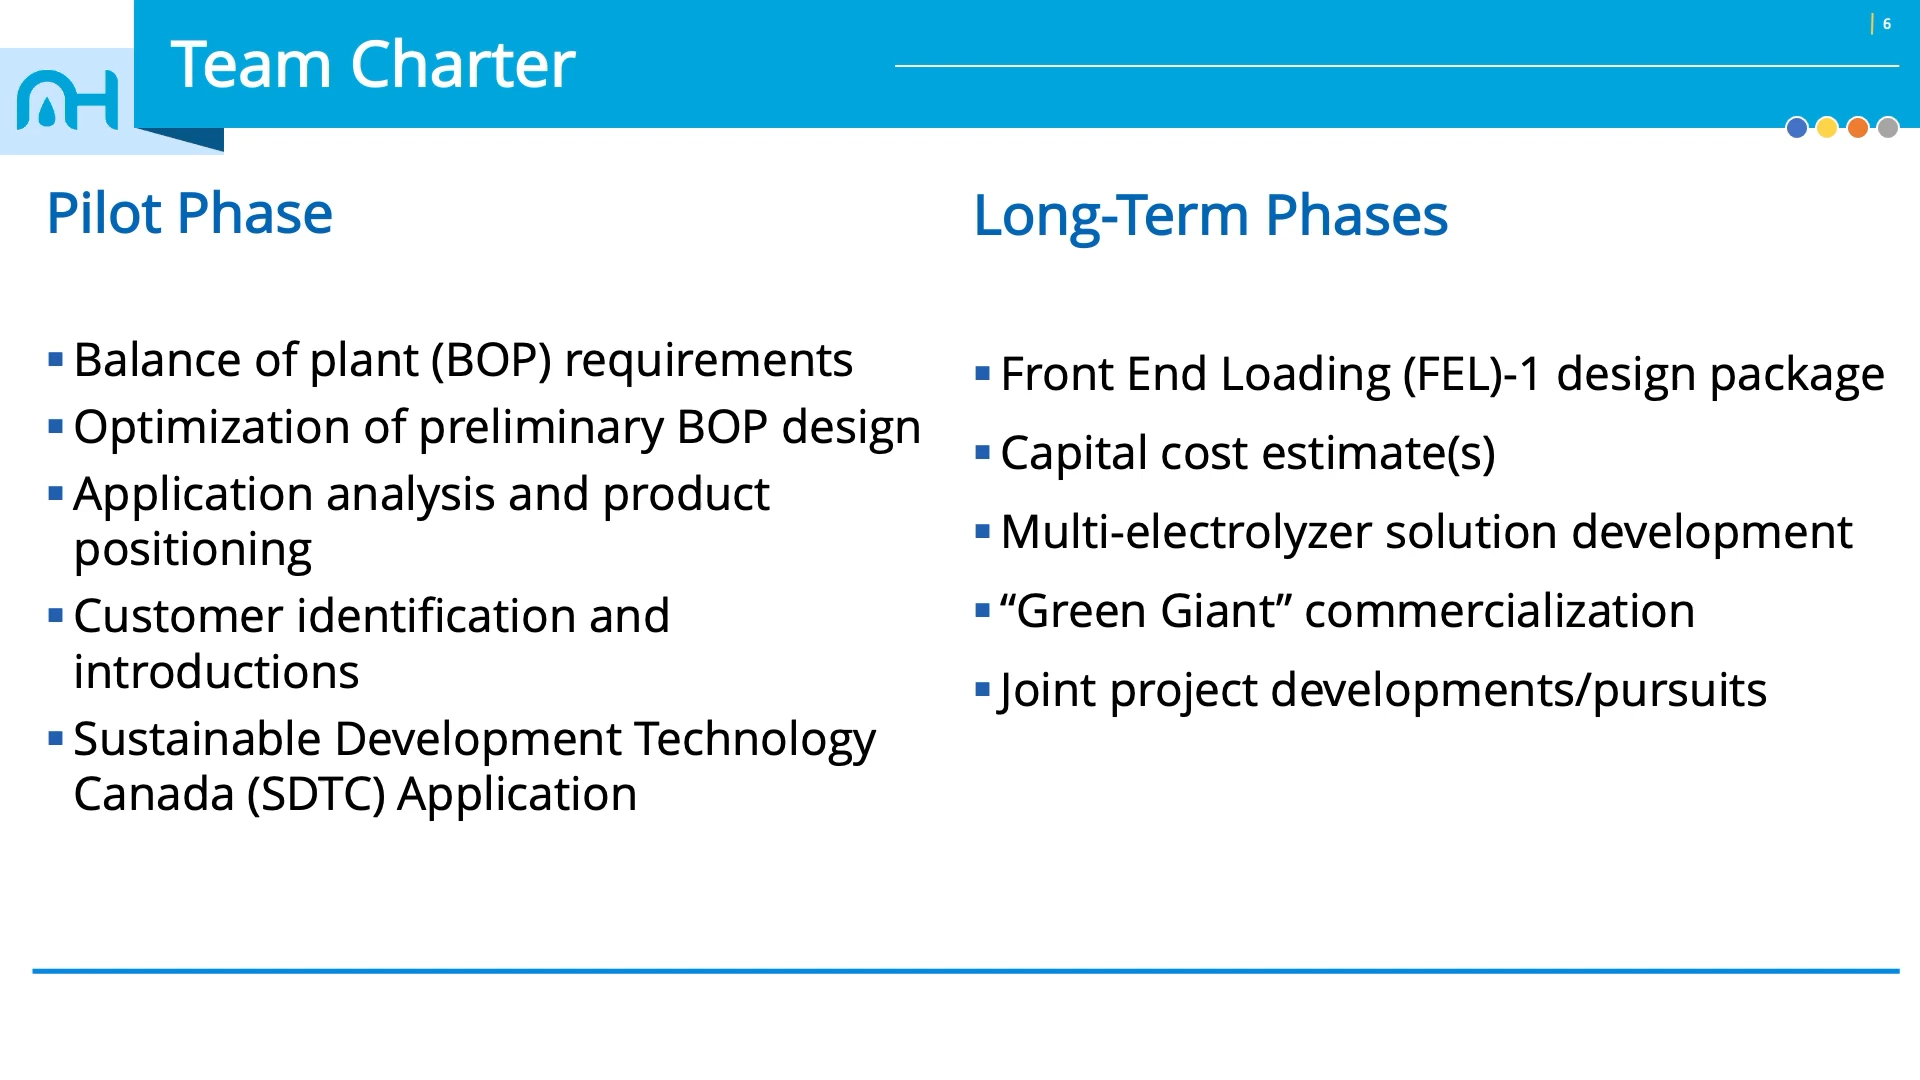 Team Charter
6
Pilot Phase
▪ Balance of plant (BOP) requirements
▪ Optimization of preliminary BOP design
▪ Application analysis and product
positioning
▪ Customer identification and
introductions
▪ Sustainable Development Technology
Canada (SDTC) Application
Long-Term Phases
▪ Front End Loading (FEL)-1 design package
▪ Capital cost estimate(s)
▪ Multi-electrolyzer solution development
▪ “Green Giant” commercialization
▪ Joint project developments/pursuits